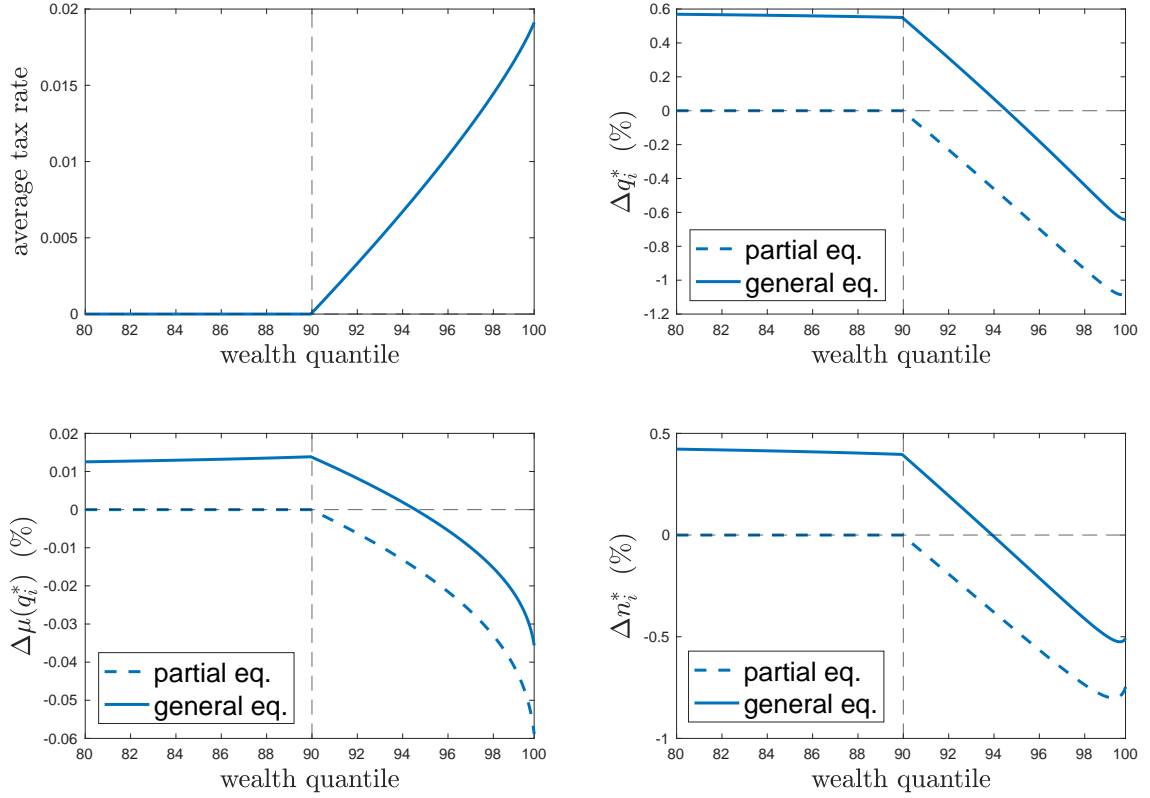 average tax rate
0.02
0.015
0.01
0.005
0
80 82 84 86 88 90 92 94 96 98 100
wealth quantile
Δq*i (%)
0.6
0.4
0.2
0
-0.2
-0.4
-0.6
-0.8
-1
-1.2
partial eq.
general eq.
80 82 84 86 88 90 92 94 96 98 100
wealth quantile
Δμ(q*i) (%)
0.02
0.01
0
-0.01
-0.02
-0.03
-0.04
-0.05
-0.06
partial eq.
general eq.
80 82 84 86 88 90 92 94 96 98 100
wealth quantile
Δn*i (%)
0.5
0
-0.5
-1
partial eq.
general eq.
80 82 84 86 88 90 92 94 96 98 100
wealth quantile